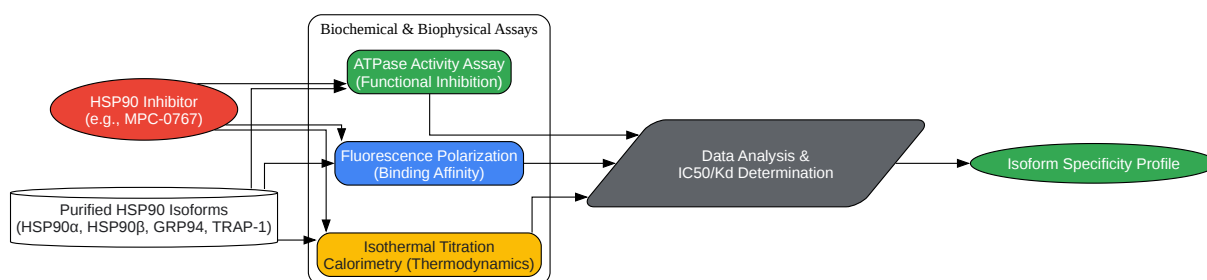 Biochemical & Biophysical Assays
ATPase Activity Assay
(Functional Inhibition)
HSP90 Inhibitor
(e.g., MPC-0767)
Fluorescence Polarization
(Binding Affinity)
Data Analysis &
IC50/Kd Determination
Isoform Specificity Profile
Purified HSP90 Isoforms
(HSP90α, HSP90β, GRP94, TRAP-1)
Isothermal Titration
Calorimetry (Thermodynamics)